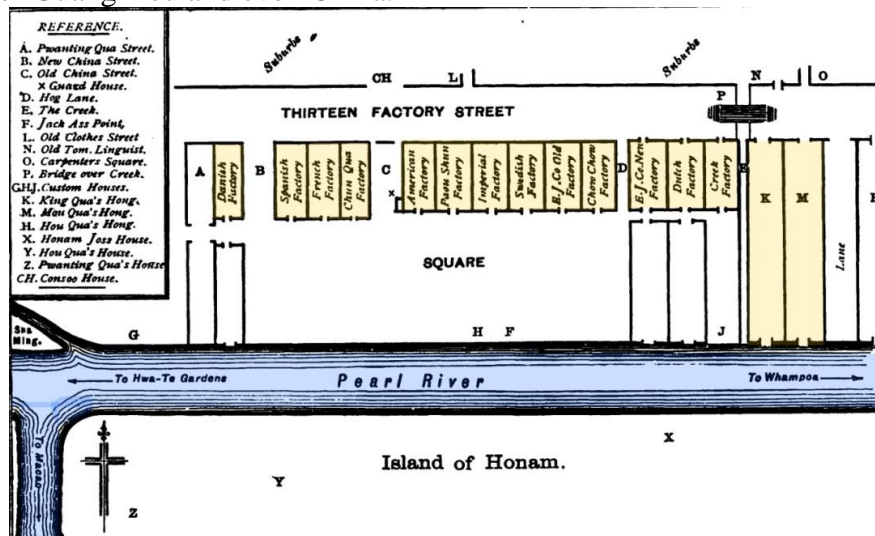 REFERENCE.
A. Pwanting Qua Street.
B. New China Street.
C. Old China Street.
x Guard House.
D. Hog Lane.
E. The Creek.
F. Jack Ass Point,
L. Old Clothes Street
N. Old Tom. Linguist.
O. Carpenters Square.
P. Bridge over Creek.
G.H.J. Custom Houses.
K. King Qua's Hong.
M. Mou Qua's Hong.
H. Hou Qua's Hong.
X. Honam Joss House.
Y. Hou Qua's House.
Z. Pwanting Qua's House
CH. Consoo House.
Suburbs
Suburbs
CH
L
N
O
P
THIRTEEN FACTORY STREET
A
Danish Factory
B
Spanish Factory
French Factory
Chun Qua Factory
C
x
American Factory
Paou Shun Factory
Imperial Factory
Swedish Factory
E.I.Co Old Factory
Chow Chow Factory
D
E.I.Co. New Factory
Dutch Factory
Creek Factory
E
K
M
Lane
SQUARE
G
H F
J
To Hwa-Te Gardens
Pearl River
To Whampoa
To Macao
Island of Honam.
X
Y
Z